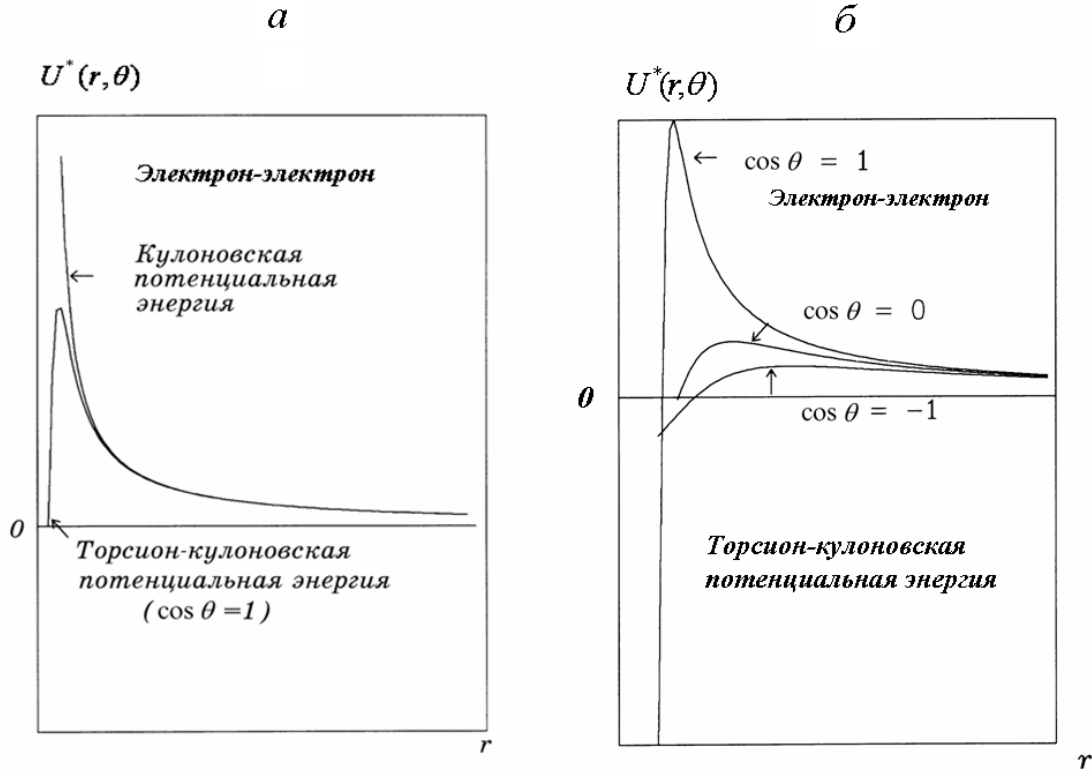 а
U*(r,θ)
Электрон-электрон
Кулоновская
потенциальная
энергия
0
Торсион-кулоновская
потенциальная энергия
(cos θ =1)
r
б
U*(r,θ)
cos θ = 1
Электрон-электрон
cos θ = 0
0
cos θ = -1
Торсион-кулоновская
потенциальная энергия
r